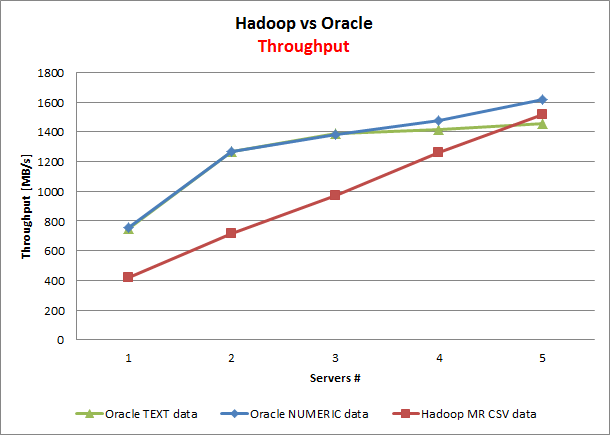 Hadoop vs Oracle
Throughput
1800
1600
1400
1200
1000
800
600
400
200
0
Throughput [MB/s]
1 2 3 4 5
Servers #
Oracle TEXT data Oracle NUMERIC data Hadoop MR CSV data